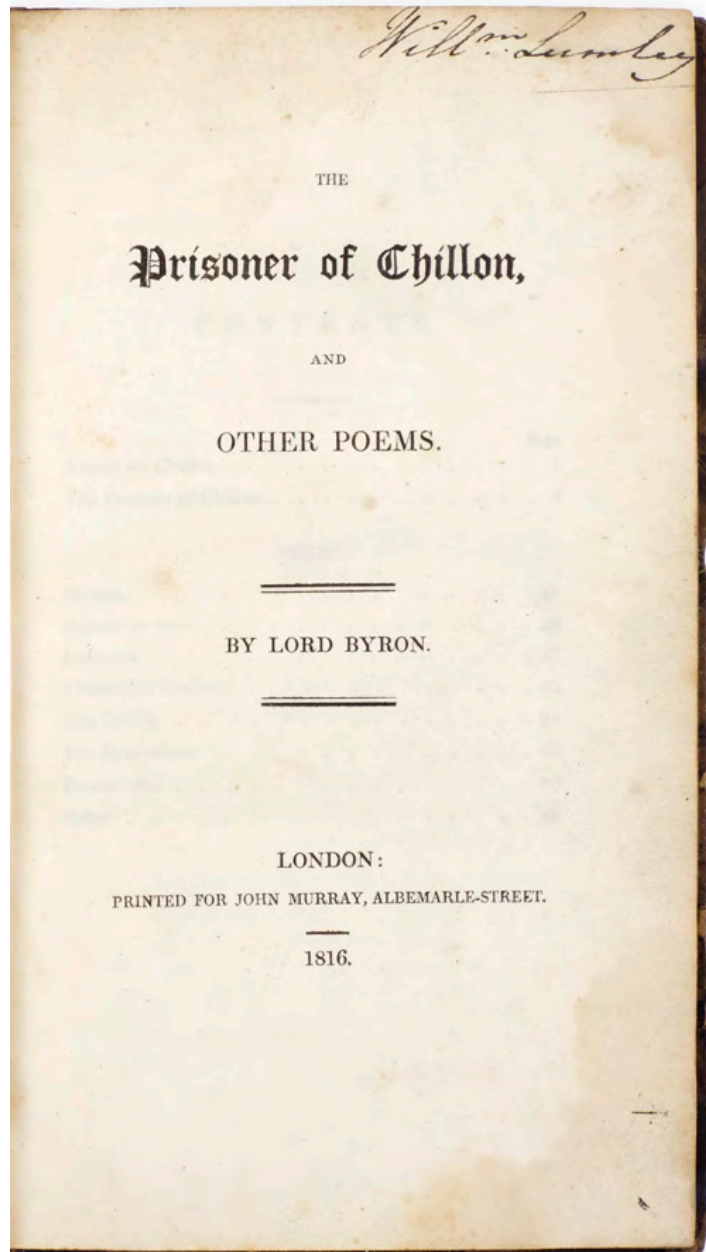 Willm. Lumley
THE
Prisoner of Chillon,
AND
OTHER POEMS.
BY LORD BYRON.
LONDON:
PRINTED FOR JOHN MURRAY, ALBEMARLE-STREET.
1816.